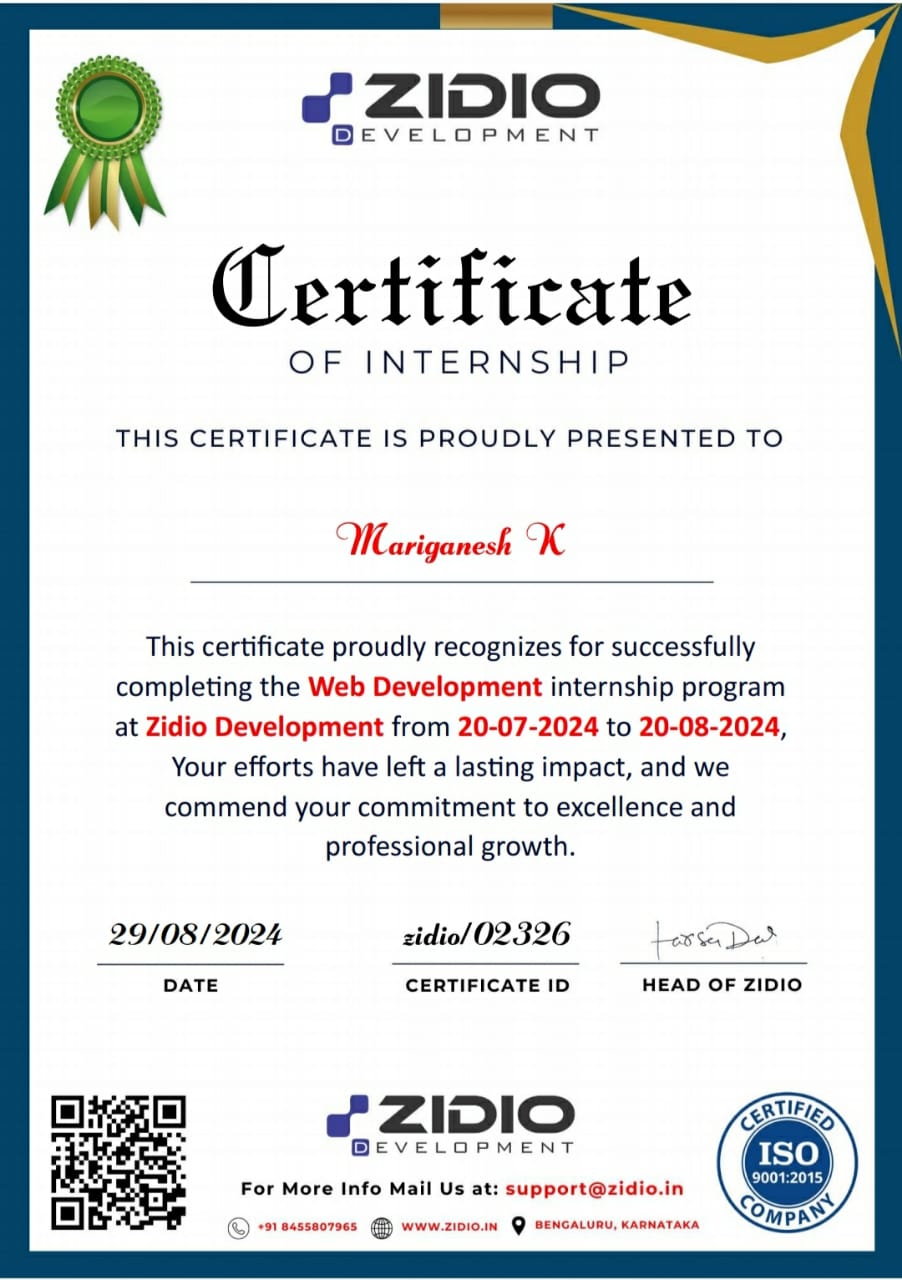 ZIDIO
DEVELOPMENT
Certificate
OF INTERNSHIP
THIS CERTIFICATE IS PROUDLY PRESENTED TO
Mariganesh K
This certificate proudly recognizes for successfully
completing the Web Development internship program
at Zidio Development from 20-07-2024 to 20-08-2024,
Your efforts have left a lasting impact, and we
commend your commitment to excellence and
professional growth.
29/08/2024 zidio/02326
DATE CERTIFICATE ID HEAD OF ZIDIO
ZIDIO
DEVELOPMENT
For More Info Mail Us at: support@zidio.in
+91 8455807965 WWW.ZIDIO.IN BENGALURU, KARNATAKA
CERTIFIED
ISO
9001:2015
COMPANY